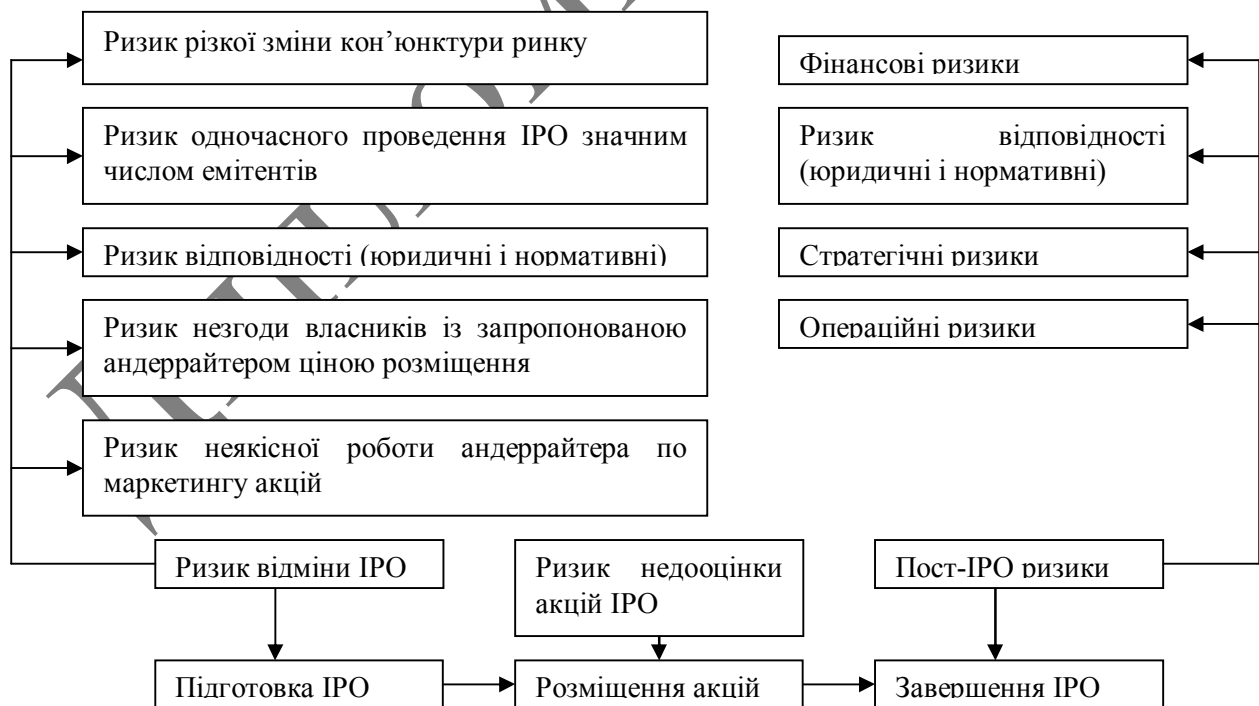 Ризик різкої зміни кон’юнктури ринку
Ризик одночасного проведення ІРО значним
числом емітентів
Ризик відповідності (юридичні і нормативні)
Ризик незгоди власників із запропонованою
андеррайтером ціною розміщення
Ризик неякісної роботи андеррайтера по
маркетингу акцій
Фінансові ризики
Ризик відповідності
(юридичні і нормативні)
Стратегічні ризики
Операційні ризики
Ризик відміни ІРО
Ризик недооцінки
акцій ІРО
Пост-ІРО ризики
Підготовка ІРО
Розміщення акцій
Завершення ІРО